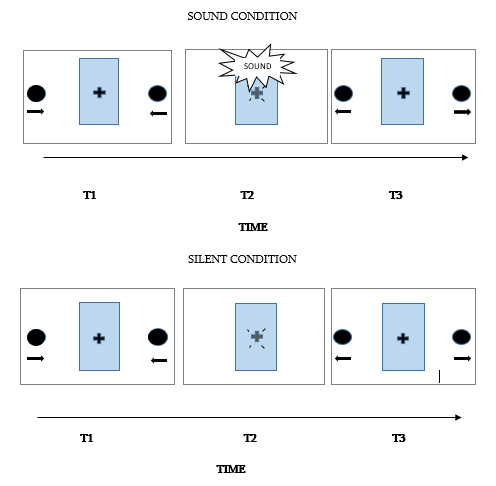 SOUND CONDITION
SOUND
T1 T2 T3
TIME
SILENT CONDITION
T1 T2 T3
TIME